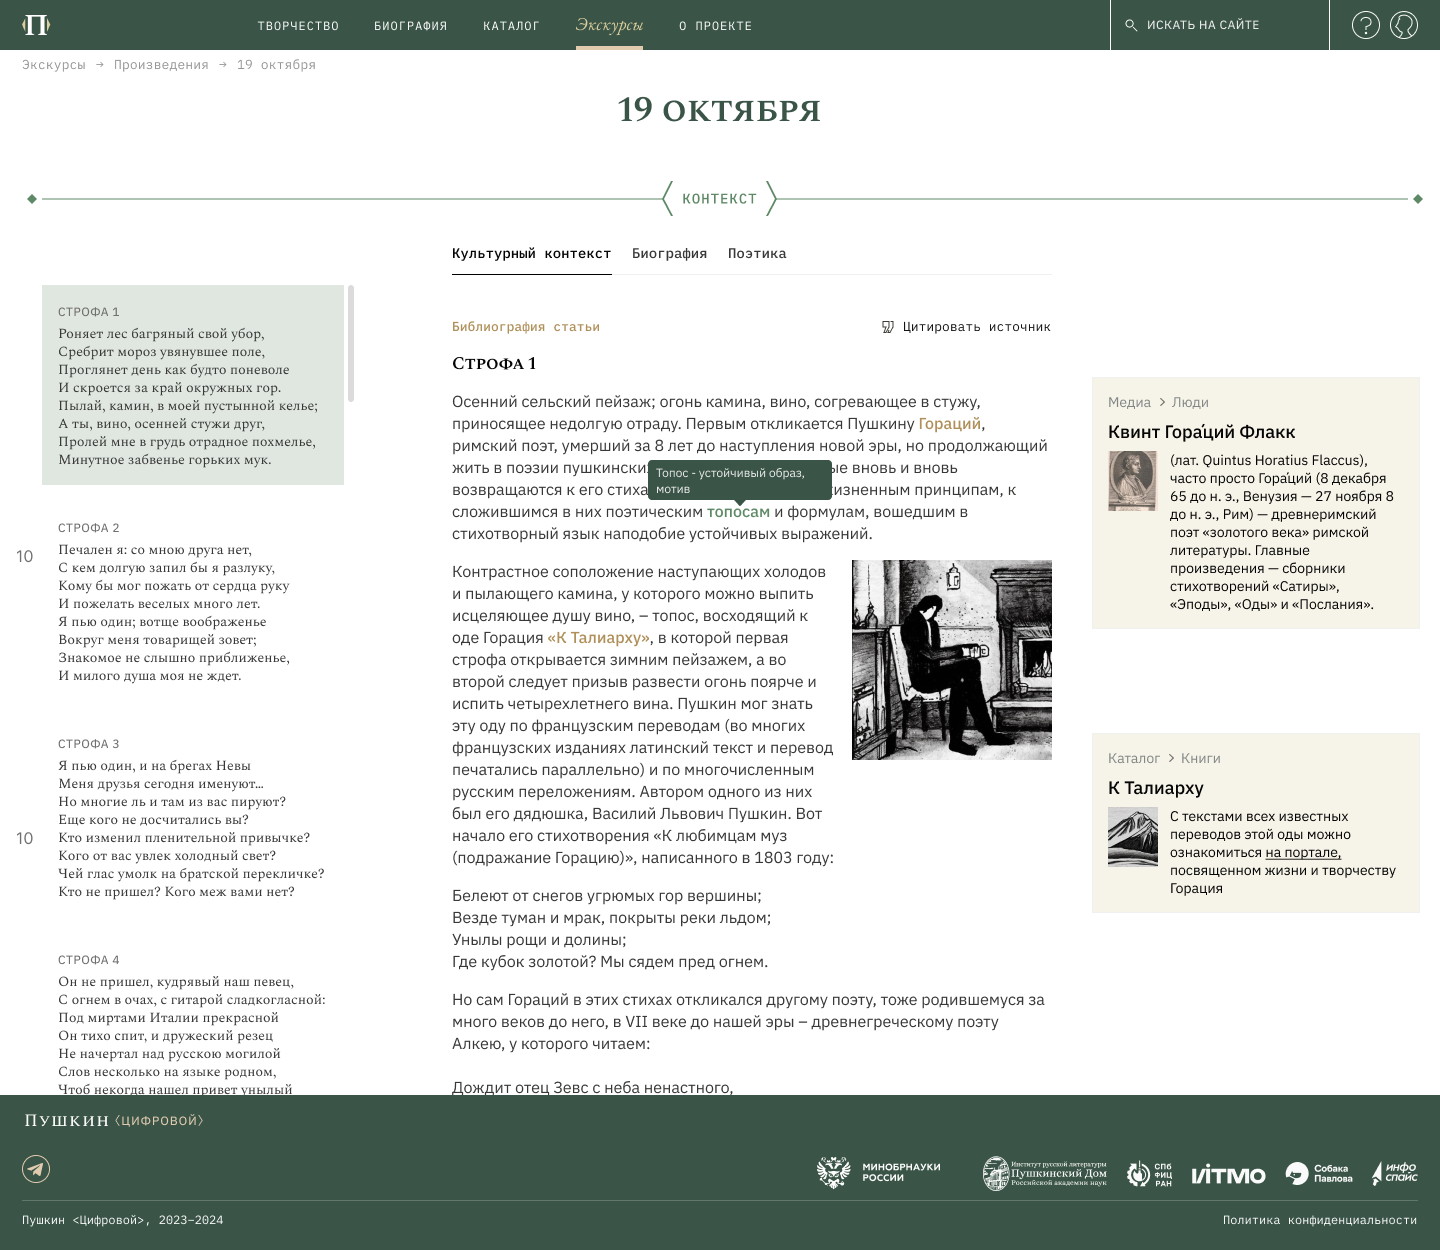 П
ТВОРЧЕСТВО
БИОГРАФИЯ
КАТАЛОГ
Экскурсы
О ПРОЕКТЕ
ИСКАТЬ НА САЙТЕ
?
Экскурсы → Произведения → 19 октября
19 ОКТЯБРЯ
КОНТЕКСТ
Культурный контекст
Биография
Поэтика
СТРОФА 1
Роняет лес багряный свой убор,
Сребрит мороз увянувшее поле,
Проглянет день как будто поневоле
И скроется за край окружных гор.
Пылай, камин, в моей пустынной келье;
А ты, вино, осенней стужи друг,
Пролей мне в грудь отрадное похмелье,
Минутное забвенье горьких мук.
СТРОФА 2
Печален я: со мною друга нет,
10
С кем долгую запил бы я разлуку,
Кому бы мог пожать от сердца руку
И пожелать веселых много лет.
Я пью один; вотще воображенье
Вокруг меня товарищей зовет;
Знакомое не слышно приближенье,
И милого душа моя не ждет.
СТРОФА 3
Я пью один, и на брегах Невы
Меня друзья сегодня именуют...
Но многие ль и там из вас пируют?
Еще кого не досчитались вы?
10
Кто изменил пленительной привычке?
Кого от вас увлек холодный свет?
Чей глас умолк на братской перекличке?
Кто не пришел? Кого меж вами нет?
СТРОФА 4
Он не пришел, кудрявый наш певец,
С огнем в очах, с гитарой сладкогласной:
Под миртами Италии прекрасной
Он тихо спит, и дружеский резец
Не начертал над русскою могилой
Слов несколько на языке родном,
Чтоб некогда нашел привет унылый
Библиография статьи
Цитировать источник
СТРОФА 1
Осенний сельский пейзаж; огонь камина, вино, согревающее в стужу,
приносящее недолгую отраду. Первым откликается Пушкину Гораций,
римский поэт, умерший за 8 лет до наступления новой эры, но продолжающий
жить в поэзии пушкинских ые вновь и вновь
возвращаются к его стиха изненным принципам, к
Топос - устойчивый образ,
мотив
сложившимся в них поэтическим топосам и формулам, вошедшим в
стихотворный язык наподобие устойчивых выражений.
Контрастное соположение наступающих холодов
и пылающего камина, у которого можно выпить
исцеляющее душу вино, – топос, восходящий к
оде Горация «К Талиарху», в которой первая
строфа открывается зимним пейзажем, а во
второй следует призыв развести огонь поярче и
испить четырехлетнего вина. Пушкин мог знать
эту оду по французским переводам (во многих
французских изданиях латинский текст и перевод
печатались параллельно) и по многочисленным
русским переложениям. Автором одного из них
был его дядюшка, Василий Львович Пушкин. Вот
начало его стихотворения «К любимцам муз
(подражание Горацию)», написанного в 1803 году:
Белеют от снегов угрюмых гор вершины;
Везде туман и мрак, покрыты реки льдом;
Унылы рощи и долины;
Где кубок золотой? Мы сядем пред огнем.
Но сам Гораций в этих стихах откликался другому поэту, тоже родившемуся за
много веков до него, в VII веке до нашей эры – древнегреческому поэту
Алкею, у которого читаем:
Дождит отец Зевс с неба ненастного,
Медиа > Люди
Квинт Гора́ций Флакк
(лат. Quintus Horatius Flaccus),
часто просто Гора́ций (8 декабря
65 до н. э., Венузия — 27 ноября 8
до н. э., Рим) — древнеримский
поэт «золотого века» римской
литературы. Главные
произведения — сборники
стихотворений «Сатиры»,
«Эподы», «Оды» и «Послания».
Каталог > Книги
К Талиарху
С текстами всех известных
переводов этой оды можно
ознакомиться на портале,
посвященном жизни и творчеству
Горация
ПУШКИН 〈ЦИФРОВОЙ〉
МИНОБРНАУКИ
РОССИИ
Институт русской литературы
Пушкинский Дом
Российской академии наук
СПб
ФИЦ
РАН
ИТМО
Собака
Павлова
инфо
спайс
Пушкин <Цифровой>, 2023–2024
Политика конфиденциальности